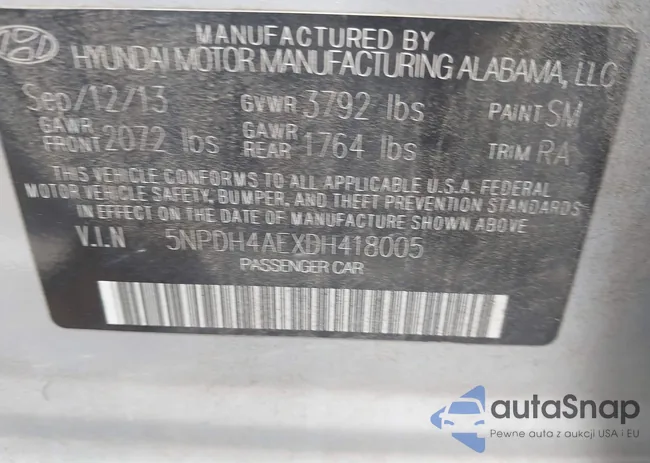 MANUFACTURED BY
HYUNDAI MOTOR MANUFACTURING ALABAMA, LLC
Sep/12/13 GVWR 3792 lbs PAINT SM
GAWR FRONT 2072 lbs GAWR REAR 1764 lbs TRIM RA
THIS VEHICLE CONFORMS TO ALL APPLICABLE U.S.A. FEDERAL
MOTOR VEHICLE SAFETY, BUMPER, AND THEFT PREVENTION STANDARDS
IN EFFECT ON THE DATE OF MANUFACTURE SHOWN ABOVE.
V.I.N 5NPDH4AEXDH418005
PASSENGER CAR
autaSnap
Pewne auta z aukcji USA i EU